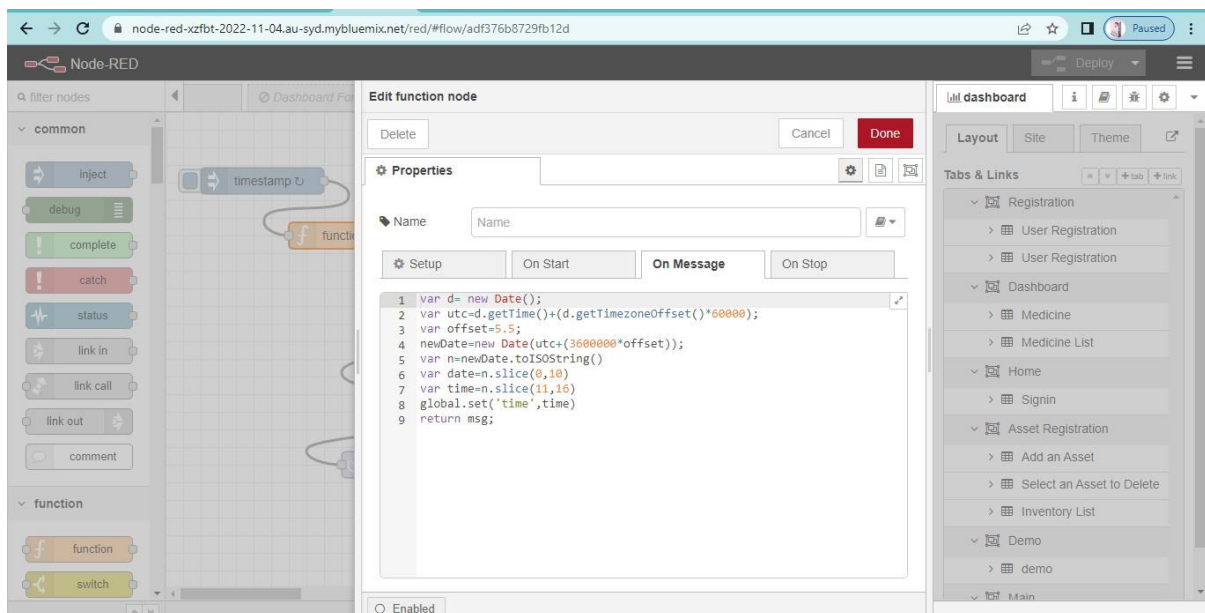 node-red-xzfbt-2022-11-04.au-syd.mybluemix.net/red/#flow/adf376b8729fb12d
Paused
Node-RED
Deploy
filter nodes
common
inject
debug
complete
catch
status
link in
link call
link out
comment
function
function
switch
Dashboard For
timestamp ↻
functi
Edit function node
Delete
Cancel
Done
Properties
Name
Name
Setup
On Start
On Message
On Stop
1 var d= new Date();
2 var utc=d.getTime()+(d.getTimezoneOffset()*60000);
3 var offset=5.5;
4 newDate=new Date(utc+(3600000*offset));
5 var n=newDate.toISOString()
6 var date=n.slice(0,10)
7 var time=n.slice(11,16)
8 global.set('time',time)
9 return msg;
Enabled
dashboard
i
Layout
Site
Theme
Tabs & Links
+ tab
+ link
Registration
User Registration
User Registration
Dashboard
Medicine
Medicine List
Home
Signin
Asset Registration
Add an Asset
Select an Asset to Delete
Inventory List
Demo
demo
Main